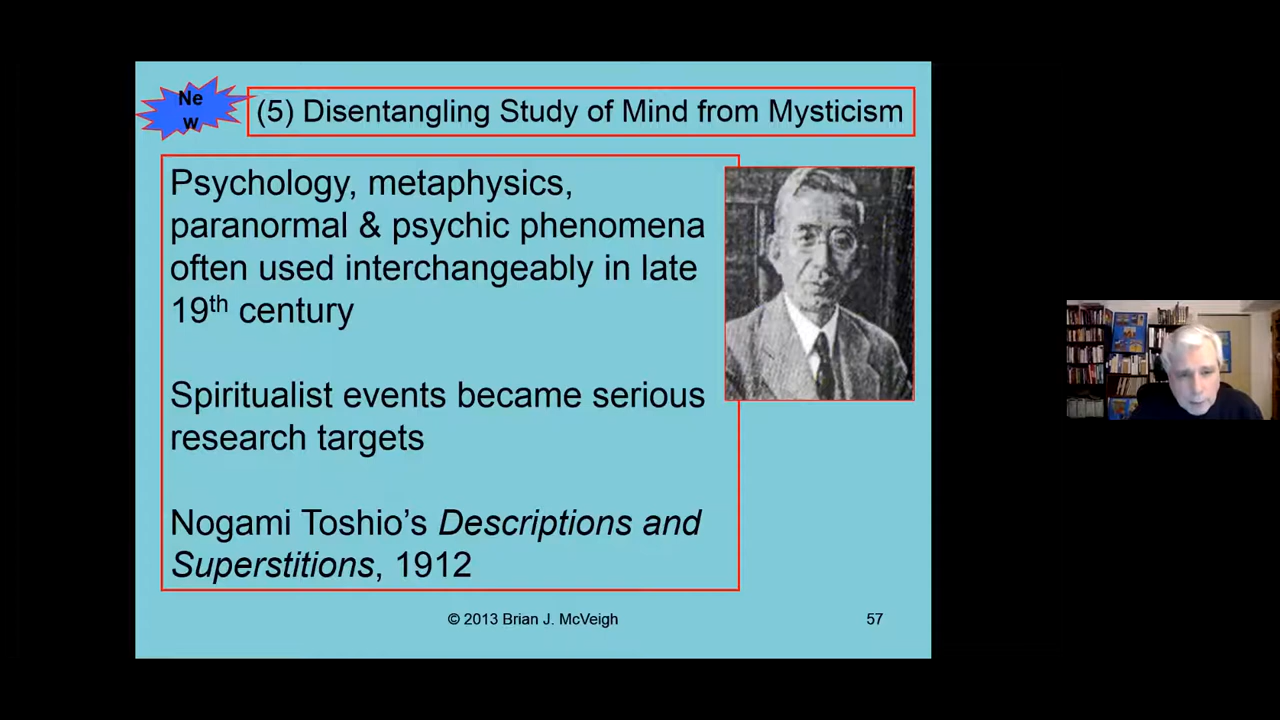 Ne
w
(5) Disentangling Study of Mind from Mysticism
Psychology, metaphysics,
paranormal & psychic phenomena
often used interchangeably in late
19th century
Spiritualist events became serious
research targets
Nogami Toshio’s Descriptions and
Superstitions, 1912
© 2013 Brian J. McVeigh
57